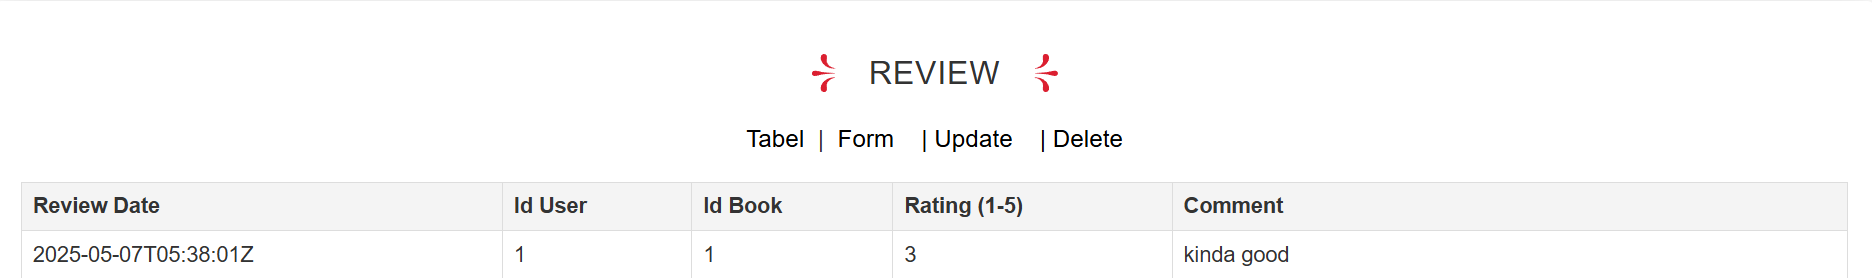 REVIEW
Tabel | Form | Update | Delete
Review Date Id User Id Book Rating (1-5) Comment
2025-05-07T05:38:01Z 1 1 3 kinda good